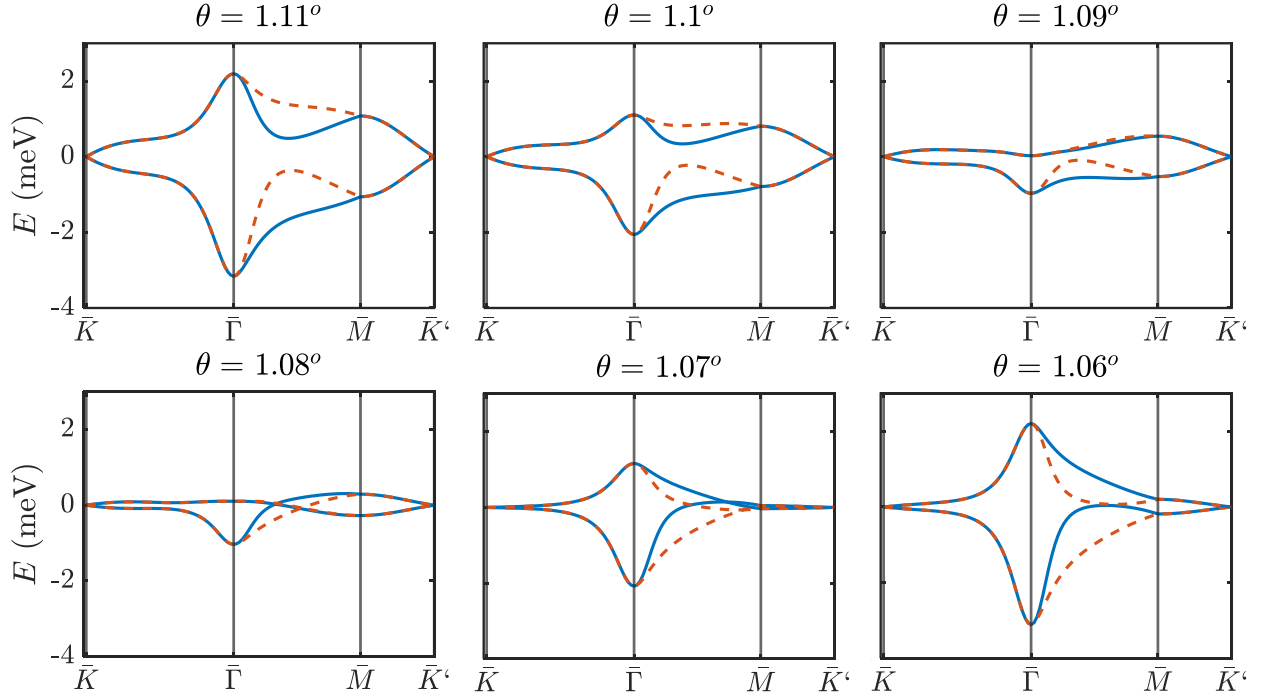 θ = 1.11°
θ = 1.1°
θ = 1.09°
E (meV)
2
0
-2
-4
K̄
Γ̄
M̄
K̄‘
K̄
Γ̄
M̄
K̄‘
K̄
Γ̄
M̄
K̄‘
θ = 1.08°
θ = 1.07°
θ = 1.06°
E (meV)
2
0
-2
-4
K̄
Γ̄
M̄
K̄‘
K̄
Γ̄
M̄
K̄‘
K̄
Γ̄
M̄
K̄‘